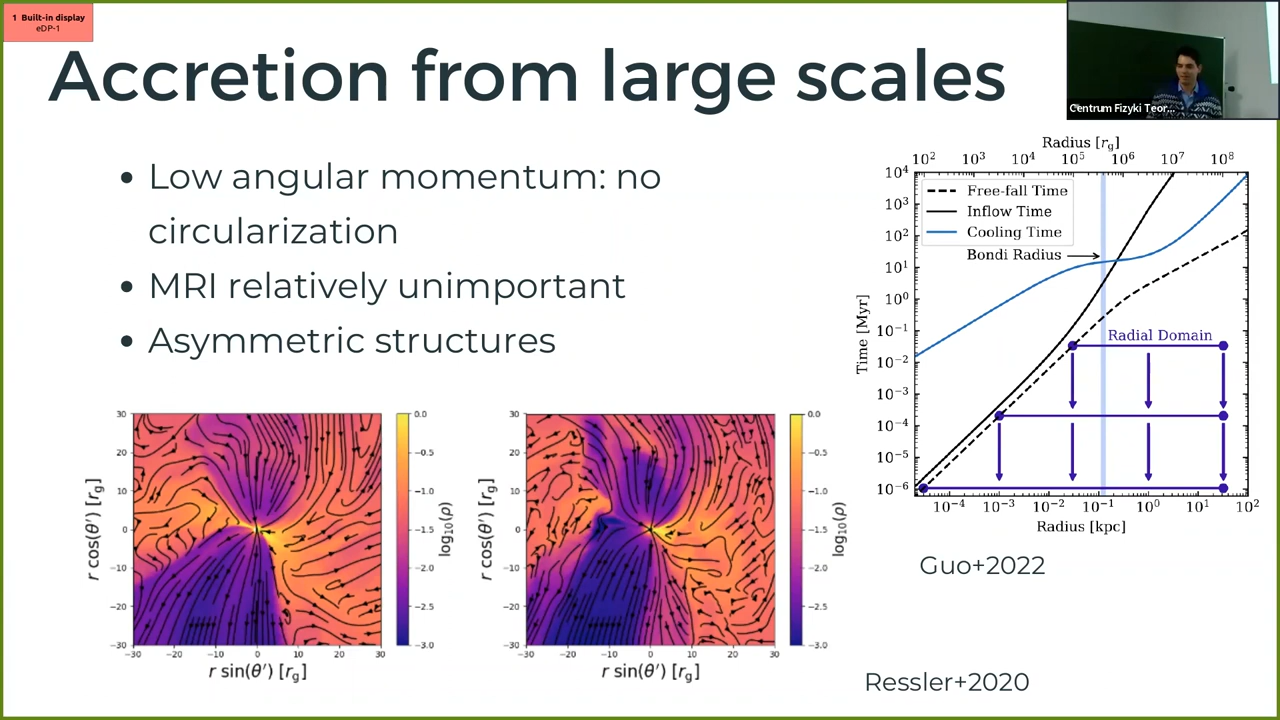 1 Built-in display
eDP-1
Accretion from large scales
Centrum Fizyki Teor...
• Low angular momentum: no
circularization
• MRI relatively unimportant
• Asymmetric structures
Radius [r_g]
10² 10³ 10⁴ 10⁵ 10⁶ 10⁷ 10⁸
Free-fall Time
Inflow Time
Cooling Time
Bondi Radius
Radial Domain
Time [Myr]
10⁴
10³
10²
10¹
10⁰
10⁻¹
10⁻²
10⁻³
10⁻⁴
10⁻⁵
10⁻⁶
10⁻⁴ 10⁻³ 10⁻² 10⁻¹ 10⁰ 10¹ 10²
Radius [kpc]
Guo+2022
r cos(θ′) [r_g]
30
20
10
0
−10
−20
−30
−30 −20 −10 0 10 20 30
r sin(θ′) [r_g]
0.0
−0.5
−1.0
−1.5
−2.0
−2.5
−3.0
log₁₀(ρ)
r cos(θ′) [r_g]
30
20
10
0
−10
−20
−30
−30 −20 −10 0 10 20 30
r sin(θ′) [r_g]
0.0
−0.5
−1.0
−1.5
−2.0
−2.5
−3.0
log₁₀(ρ)
Ressler+2020